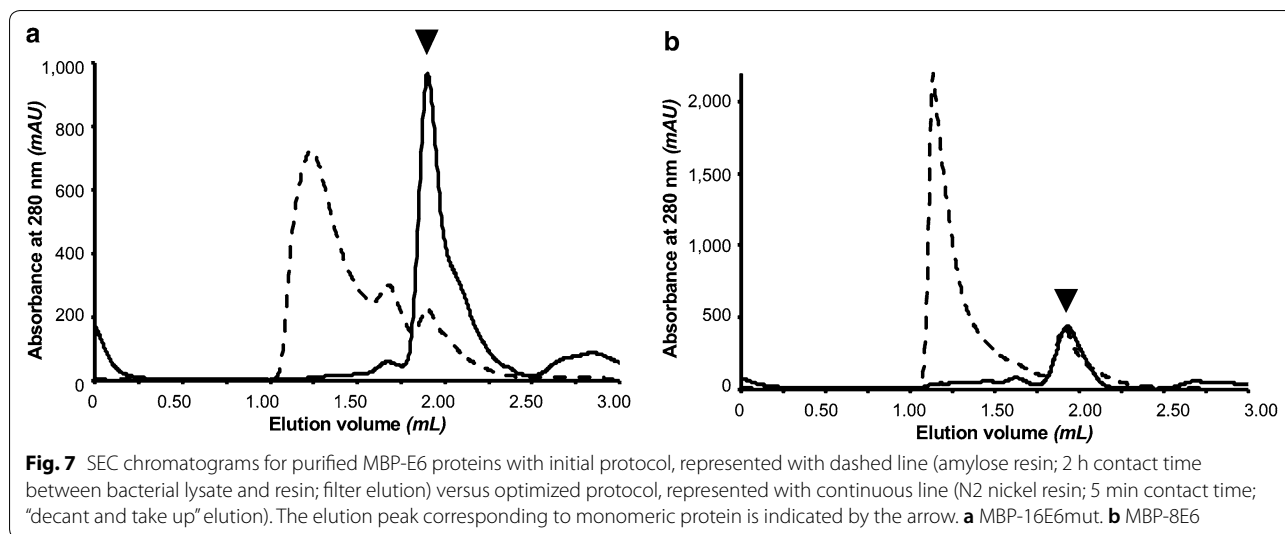 a
1,000
800
600
400
200
0
Absorbance at 280 nm (mAU)
0 0.50 1.00 1.50 2.00 2.50 3.00
Elution volume (mL)
b
2,000
1,500
1,000
500
0
Absorbance at 280 nm (mAU)
0 0.50 1.00 1.50 2.00 2.50 3.00
Elution volume (mL)
Fig. 7 SEC chromatograms for purified MBP-E6 proteins with initial protocol, represented with dashed line (amylose resin; 2 h contact time
between bacterial lysate and resin; filter elution) versus optimized protocol, represented with continuous line (N2 nickel resin; 5 min contact time;
“decant and take up” elution). The elution peak corresponding to monomeric protein is indicated by the arrow. a MBP-16E6mut. b MBP-8E6